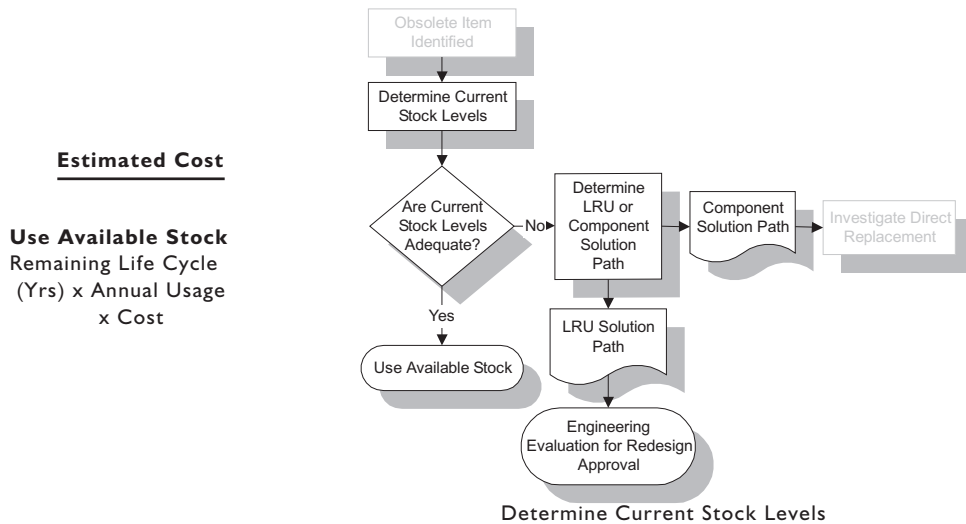 Obsolete Item
Identified
Determine Current
Stock Levels
Estimated Cost
Use Available Stock
Remaining Life Cycle
(Yrs) x Annual Usage
x Cost
Are Current
Stock Levels
Adequate?
No
Determine
LRU or
Component
Solution
Path
Component
Solution Path
Investigate Direct
Replacement
Yes
LRU Solution
Path
Use Available Stock
Engineering
Evaluation for Redesign
Approval
Determine Current Stock Levels